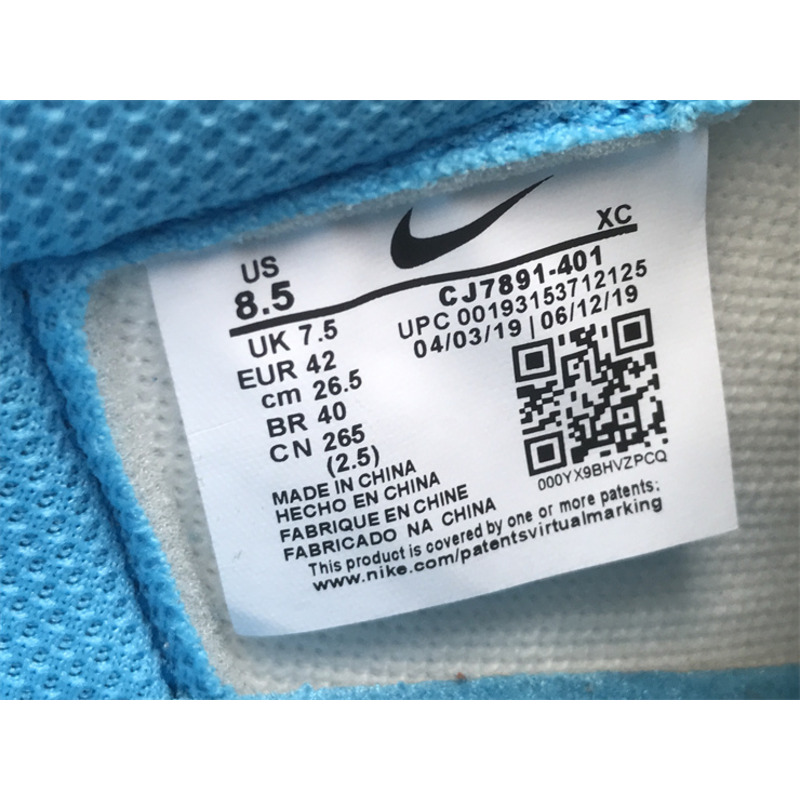 XC
US
8.5
CJ7891-401
UPC 00193153712125
04/03/19 | 06/12/19
UK 7.5
EUR 42
cm 26.5
BR 40
CN 265
(2.5)
000YX9BHVZPCQ
MADE IN CHINA
HECHO EN CHINA
FABRIQUE EN CHINE
FABRICADO NA CHINA
This product is covered by one or more patents:
www.nike.com/patentsvirtualmarking